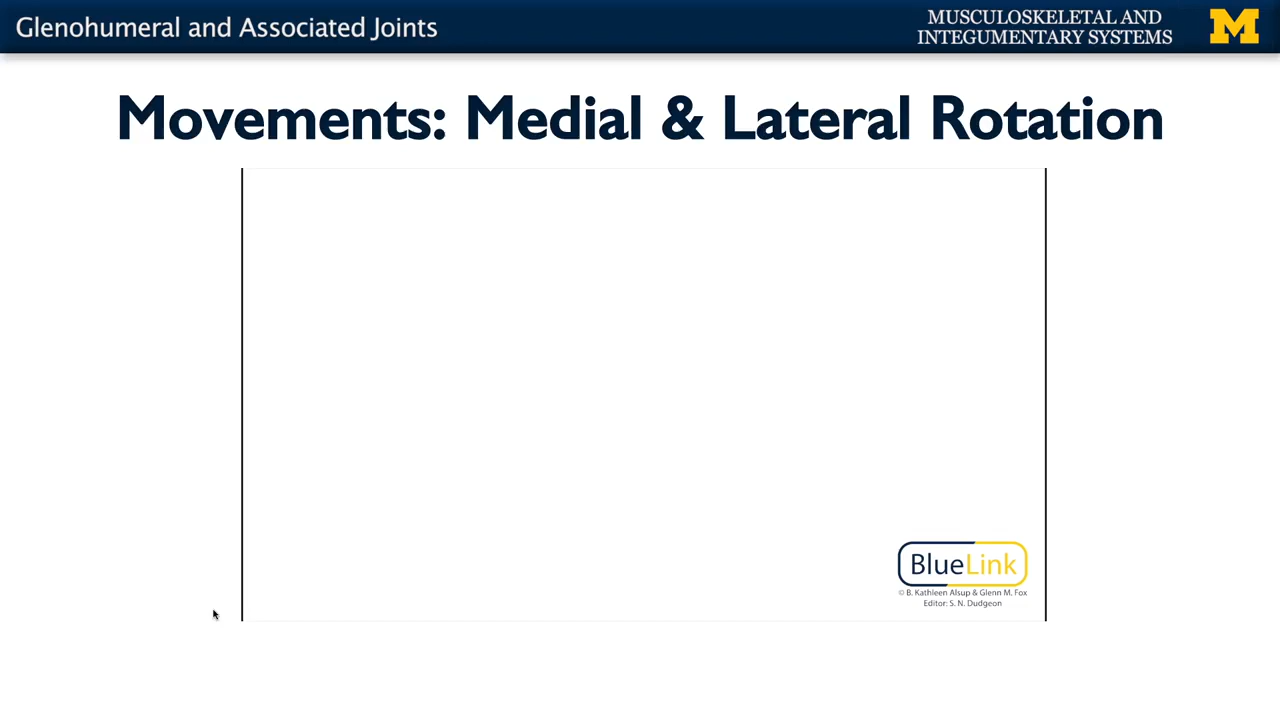 Glenohumeral and Associated Joints
MUSCULOSKELETAL AND
INTEGUMENTARY SYSTEMS
M
Movements: Medial & Lateral Rotation
BlueLink
© B. Kathleen Alsup & Glenn M. Fox
Editor: S. N. Dudgeon